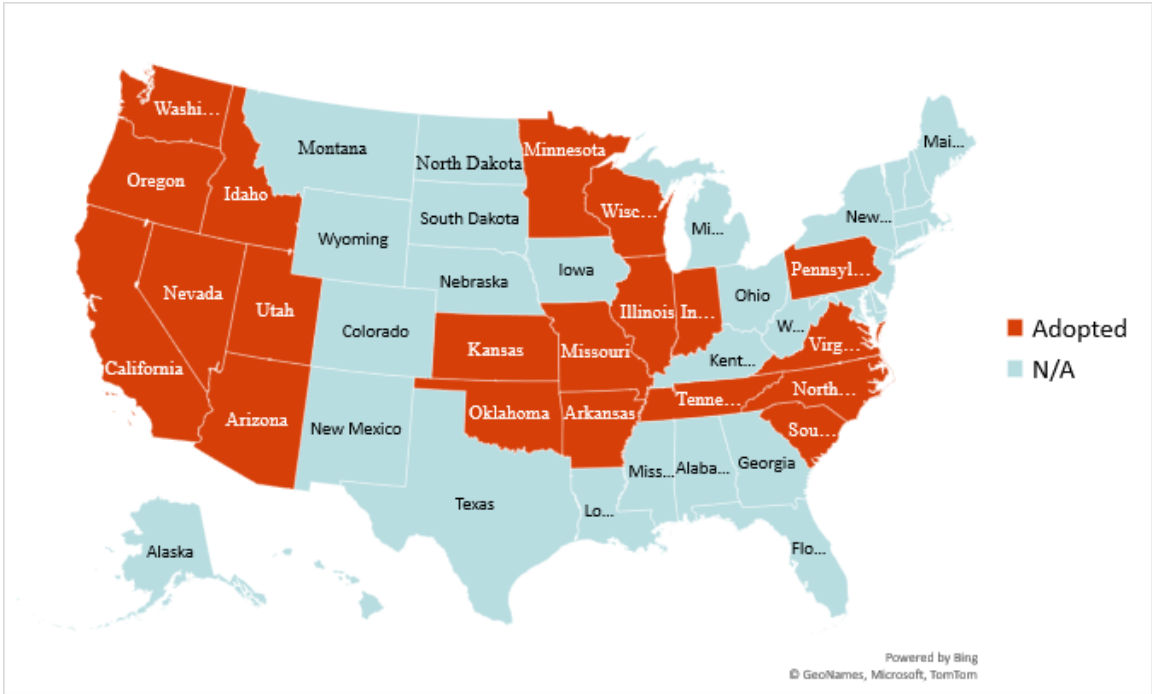 Washi...
Montana
North Dakota
Minnesota
Mai...
Oregon
Idaho
South Dakota
Wisc...
New...
Mi...
Wyoming
Iowa
Pennsyl...
Nebraska
Nevada
Ohio
Utah
Illinois
In...
Colorado
W...
Adopted
Virg...
Kansas
Missouri
Kent...
N/A
California
North...
Tenne...
Arizona
Oklahoma
Arkansas
New Mexico
Sou...
Miss...
Alaba...
Georgia
Texas
Lo...
Alaska
Flo...
Powered by Bing
© GeoNames, Microsoft, TomTom